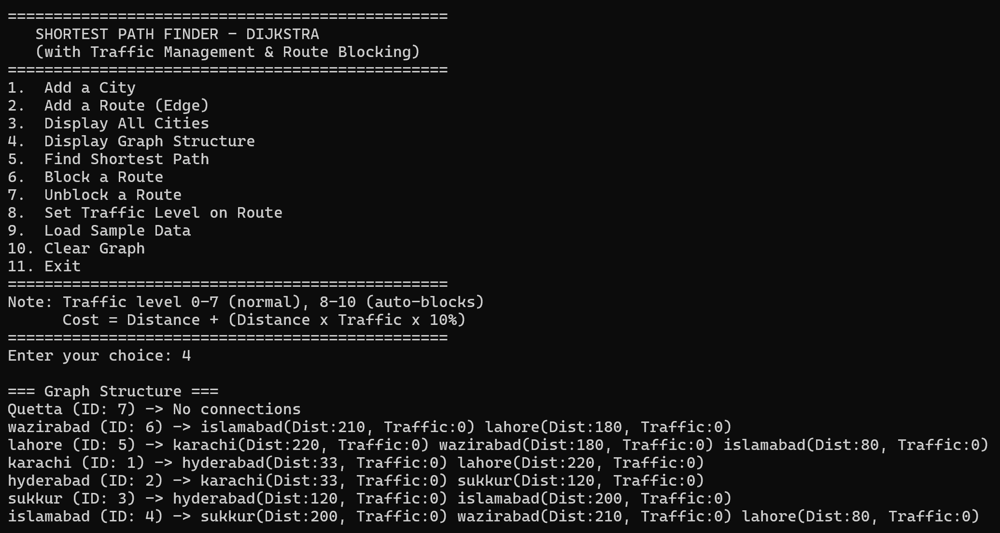 ================================================
   SHORTEST PATH FINDER - DIJKSTRA
   (with Traffic Management & Route Blocking)
================================================
1.  Add a City
2.  Add a Route (Edge)
3.  Display All Cities
4.  Display Graph Structure
5.  Find Shortest Path
6.  Block a Route
7.  Unblock a Route
8.  Set Traffic Level on Route
9.  Load Sample Data
10. Clear Graph
11. Exit
================================================
Note: Traffic level 0-7 (normal), 8-10 (auto-blocks)
      Cost = Distance + (Distance x Traffic x 10%)
================================================
Enter your choice: 4

=== Graph Structure ===
Quetta (ID: 7) -> No connections
wazirabad (ID: 6) -> islamabad(Dist:210, Traffic:0) lahore(Dist:180, Traffic:0)
lahore (ID: 5) -> karachi(Dist:220, Traffic:0) wazirabad(Dist:180, Traffic:0) islamabad(Dist:80, Traffic:0)
karachi (ID: 1) -> hyderabad(Dist:33, Traffic:0) lahore(Dist:220, Traffic:0)
hyderabad (ID: 2) -> karachi(Dist:33, Traffic:0) sukkur(Dist:120, Traffic:0)
sukkur (ID: 3) -> hyderabad(Dist:120, Traffic:0) islamabad(Dist:200, Traffic:0)
islamabad (ID: 4) -> sukkur(Dist:200, Traffic:0) wazirabad(Dist:210, Traffic:0) lahore(Dist:80, Traffic:0)